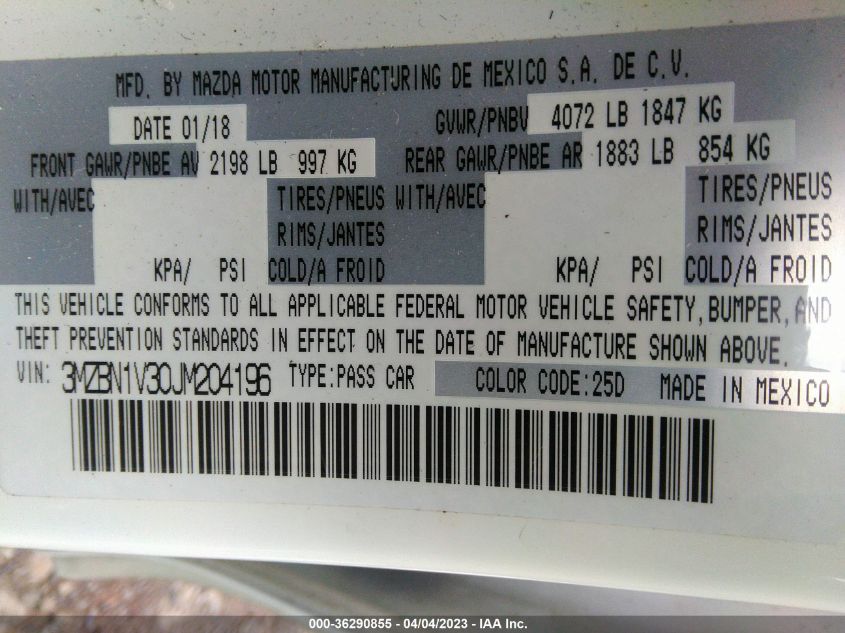 MFD. BY MAZDA MOTOR MANUFACTURING DE MEXICO S.A. DE C.V.
DATE 01/18 GVWR/PNBV 4072 LB 1847 KG
FRONT GAWR/PNBE AV 2198 LB 997 KG REAR GAWR/PNBE AR 1883 LB 854 KG
WITH/AVEC TIRES/PNEUS WITH/AVEC TIRES/PNEUS
RIMS/JANTES RIMS/JANTES
KPA/ PSI COLD/A FROID KPA/ PSI COLD/A FROID
THIS VEHICLE CONFORMS TO ALL APPLICABLE FEDERAL MOTOR VEHICLE SAFETY, BUMPER, AND
THEFT PREVENTION STANDARDS IN EFFECT ON THE DATE OF MANUFACTURE SHOWN ABOVE.
VIN: 3MZBN1V30JM204196 TYPE:PASS CAR COLOR CODE:25D MADE IN MEXICO
000-36290855 - 04/04/2023 - IAA Inc.